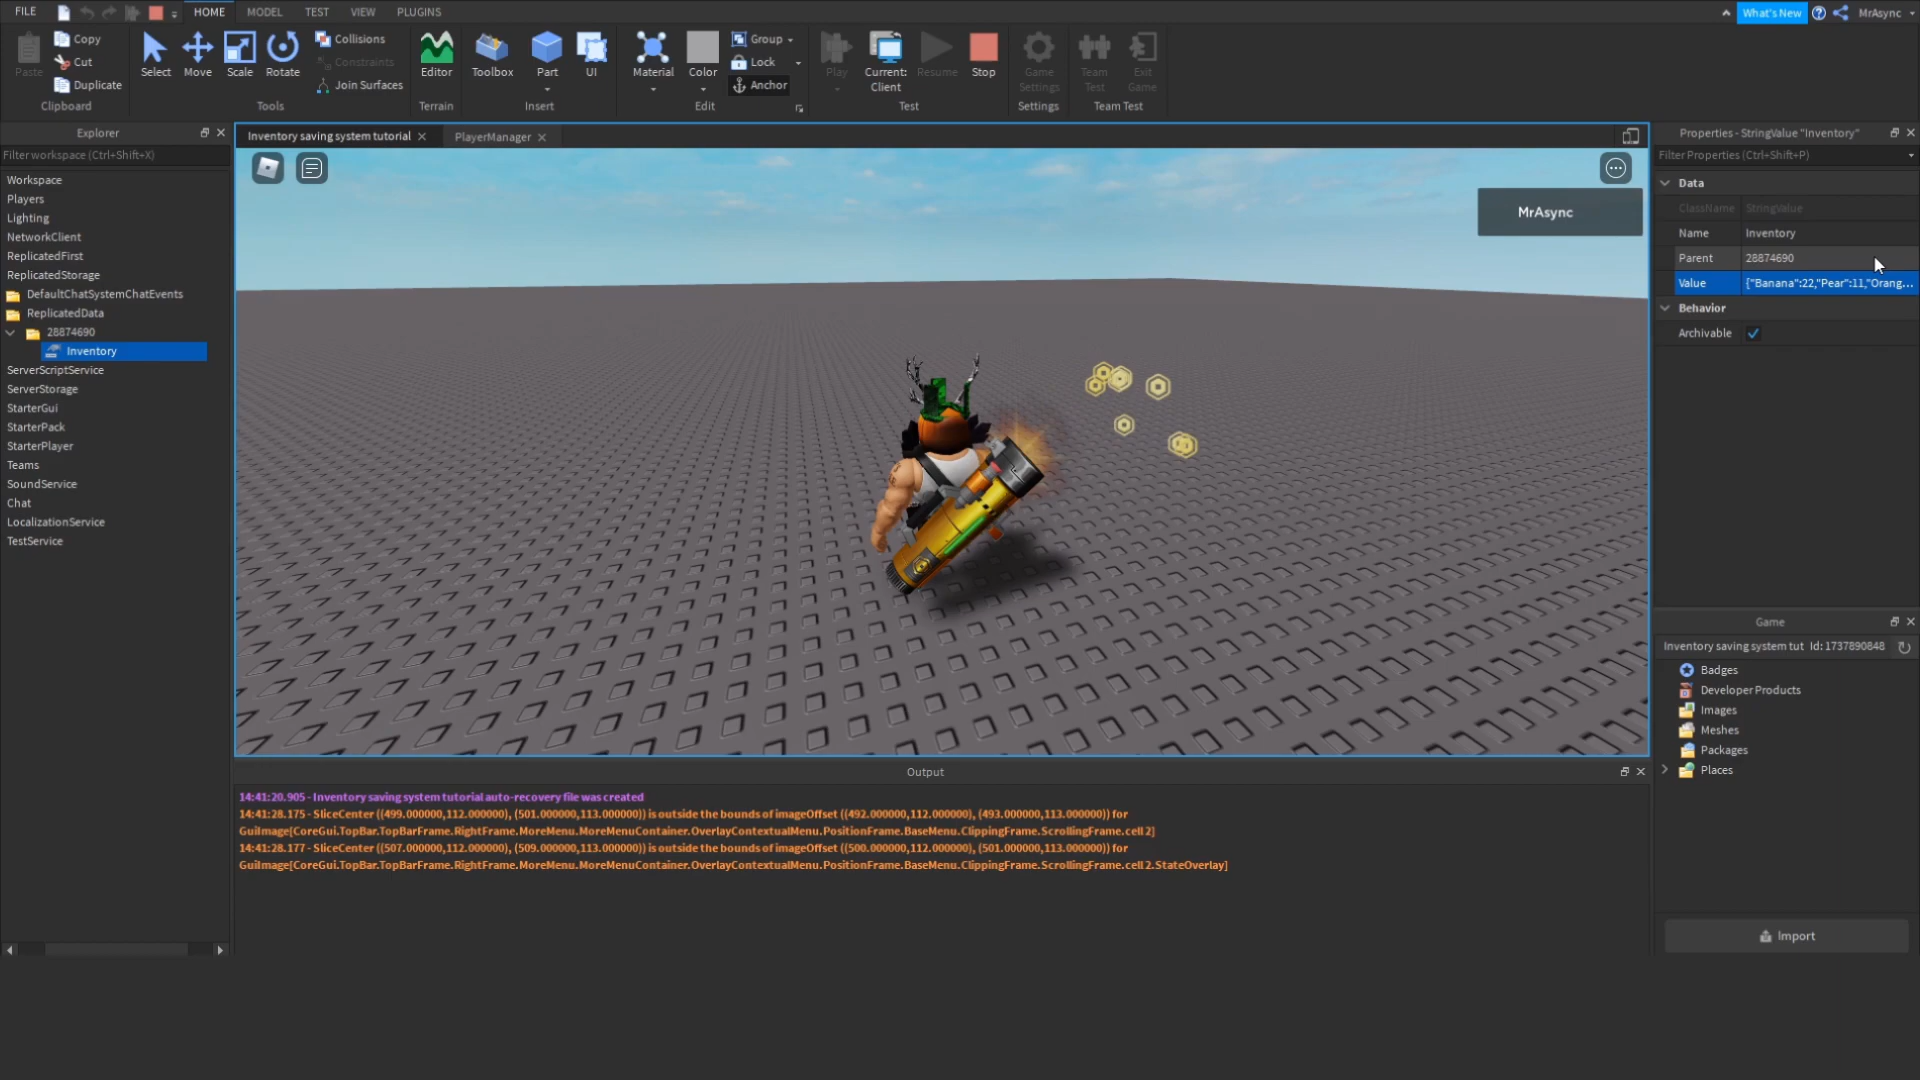 FILE
HOME
MODEL
TEST
VIEW
PLUGINS
What's New
MrAsync
Paste
Copy
Cut
Duplicate
Clipboard
Select
Move
Scale
Rotate
Collisions
Constraints
Join Surfaces
Tools
Editor
Terrain
Toolbox
Part
UI
Insert
Material
Color
Group
Lock
Anchor
Edit
Play
Current:
Client
Resume
Stop
Test
Game
Settings
Settings
Team
Test
Exit
Game
Team Test
Explorer
Filter workspace (Ctrl+Shift+X)
Workspace
Players
Lighting
NetworkClient
ReplicatedFirst
ReplicatedStorage
DefaultChatSystemChatEvents
ReplicatedData
28874690
Inventory
ServerScriptService
ServerStorage
StarterGui
StarterPack
StarterPlayer
Teams
SoundService
Chat
LocalizationService
TestService
Inventory saving system tutorial
PlayerManager
MrAsync
Output
14:41:20.905 - Inventory saving system tutorial auto-recovery file was created
14:41:28.175 - SliceCenter ((499.000000,112.000000), (501.000000,113.000000)) is outside the bounds of imageOffset ((492.000000,112.000000), (493.000000,113.000000)) for
GuiImage[CoreGui.TopBar.TopBarFrame.RightFrame.MoreMenu.MoreMenuContainer.OverlayContextualMenu.PositionFrame.BaseMenu.ClippingFrame.ScrollingFrame.cell 2]
14:41:28.177 - SliceCenter ((507.000000,112.000000), (509.000000,113.000000)) is outside the bounds of imageOffset ((500.000000,112.000000), (501.000000,113.000000)) for
GuiImage[CoreGui.TopBar.TopBarFrame.RightFrame.MoreMenu.MoreMenuContainer.OverlayContextualMenu.PositionFrame.BaseMenu.ClippingFrame.ScrollingFrame.cell 2.StateOverlay]
Properties - StringValue "Inventory"
Filter Properties (Ctrl+Shift+P)
Data
ClassName StringValue
Name Inventory
Parent 28874690
Value {"Banana":22,"Pear":11,"Orang...
Behavior
Archivable
Game
Inventory saving system tut Id: 1737890848
Badges
Developer Products
Images
Meshes
Packages
Places
Import